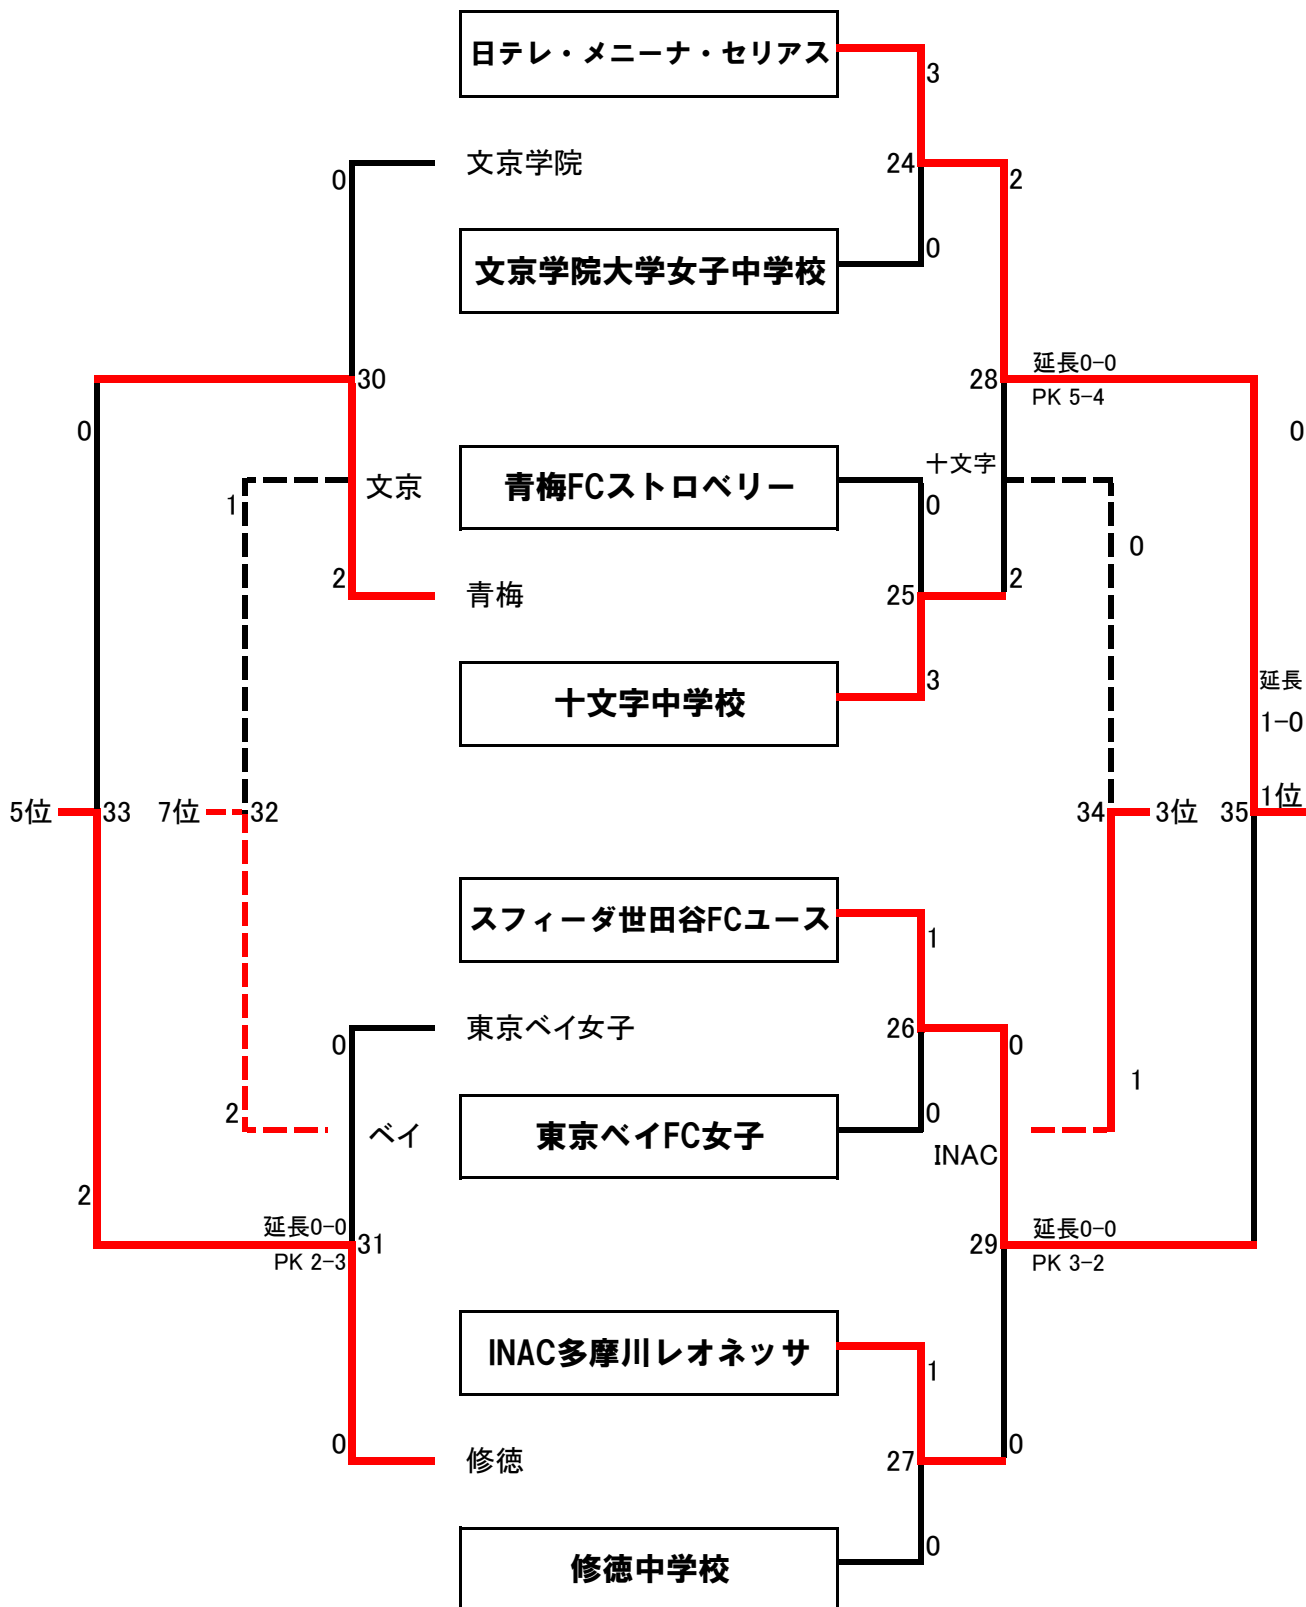 日テレ・メニーナ・セリアス
3
0
文京学院
24
2
文京学院大学女子中学校
0
30
28
延長0-0
PK 5-4
0
0
十文字
1
文京
青梅FCストロベリー
0
0
2
青梅
25
2
十文字中学校
3
延長
1-0
5位
33
7位
32
34
3位
35
1位
スフィーダ世田谷FCユース
1
0
東京ベイ女子
26
0
2
ベイ
東京ベイFC女子
0
INAC
1
2
延長0-0
PK 2-3
31
29
延長0-0
PK 3-2
INAC多摩川レオネッサ
1
0
修徳
27
0
修徳中学校
0